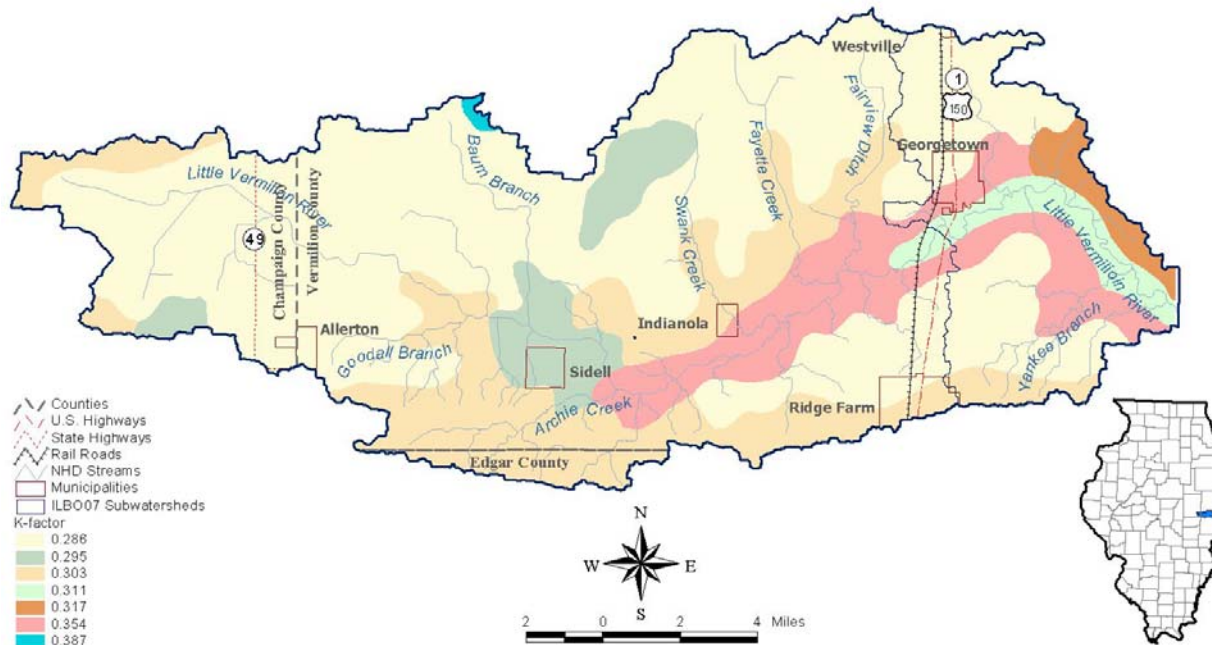 Westville
1
150
Fairview Ditch
Fayette Creek
Georgetown
Baum Branch
Little Vermilion River
Swank Creek
49
Champaign County
Vermilion County
Little Vermilioln River
Allerton
Goodall Branch
Indianola
Sidell
Yankee Branch
Ridge Farm
Archie Creek
Edgar County
Counties
U.S. Highways
State Highways
Rail Roads
NHD Streams
Municipalities
ILBO07 Subwatersheds
K-factor
0.286
0.295
0.303
0.311
0.317
0.354
0.387
N
W E
S
2 0 2 4 Miles